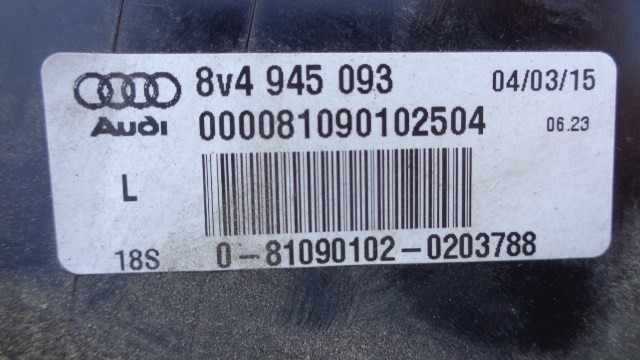 8v4 945 093 04/03/15
Audi 000081090102504 06.23
L
18S 0-81090102-0203788